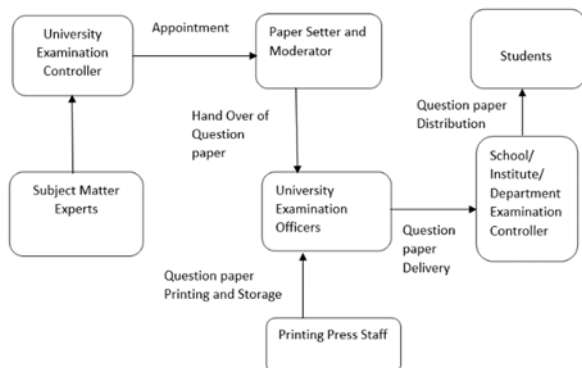 University
Examination
Controller
Appointment
Paper Setter and
Moderator
Students
Hand Over of
Question
paper
Question paper
Distribution
Subject Matter
Experts
University
Examination
Officers
School/
Institute/
Department
Examination
Controller
Question
paper
Delivery
Question paper
Printing and Storage
Printing Press Staff